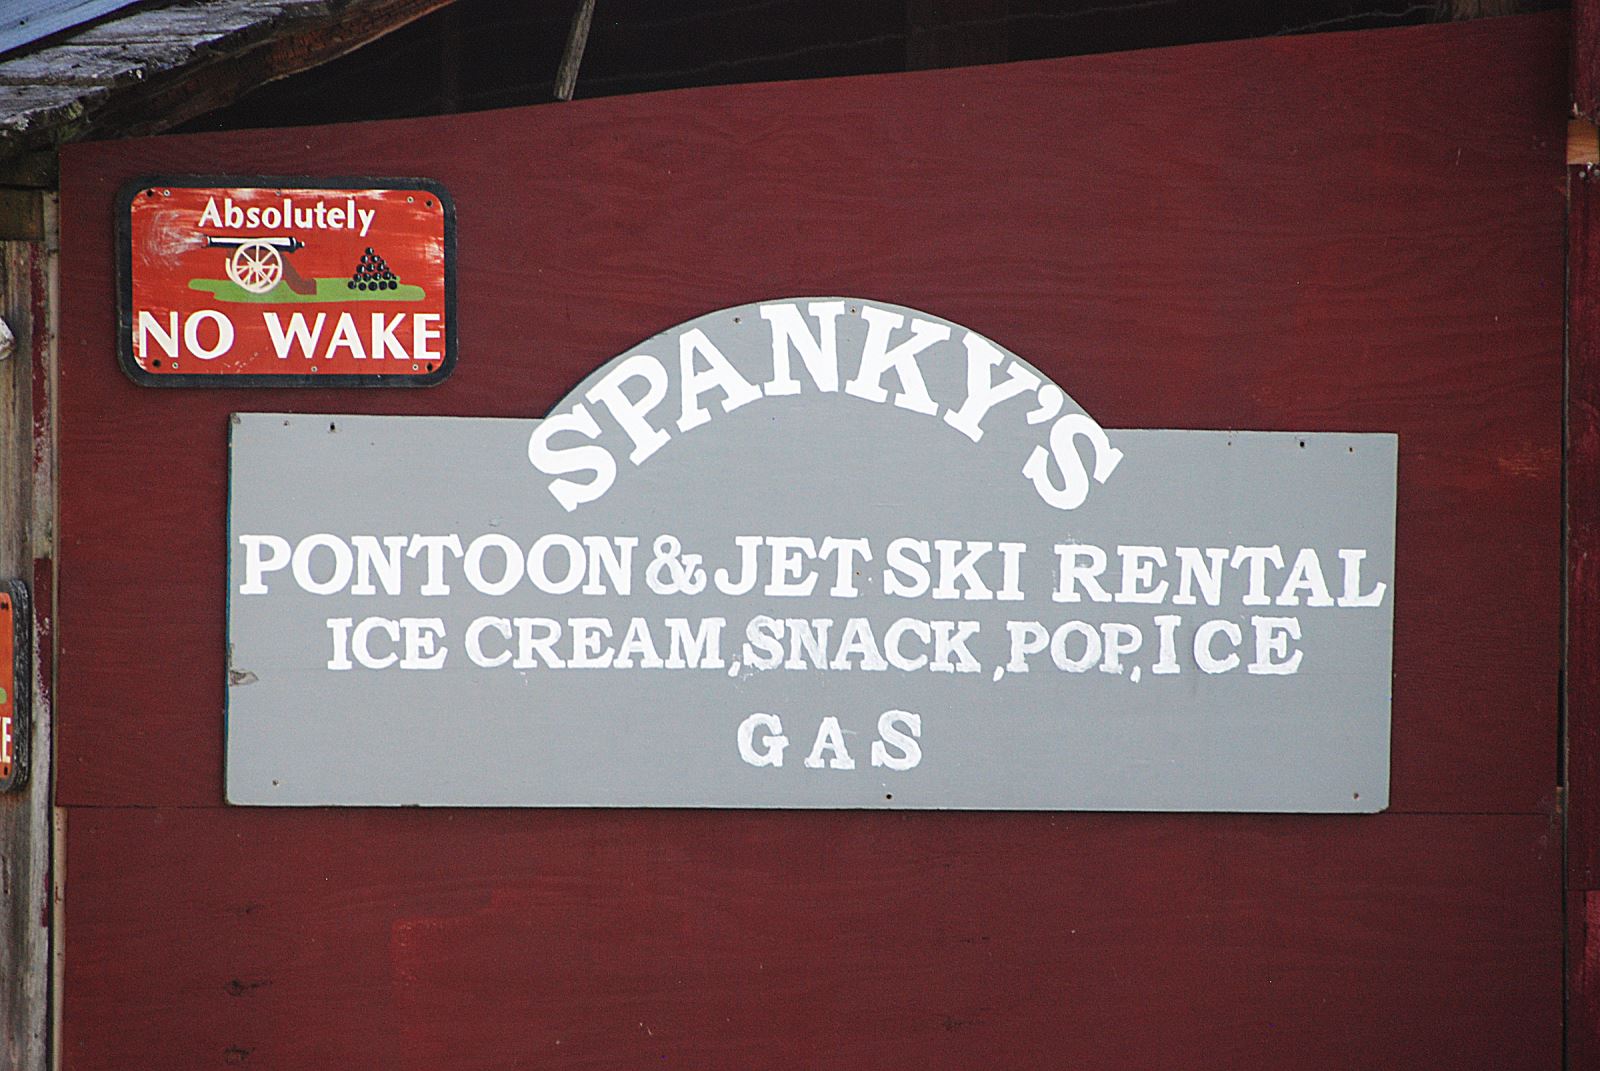 Absolutely
NO WAKE
SPANKY'S
PONTOON & JET SKI RENTAL
ICE CREAM, SNACK, POP, ICE
GAS